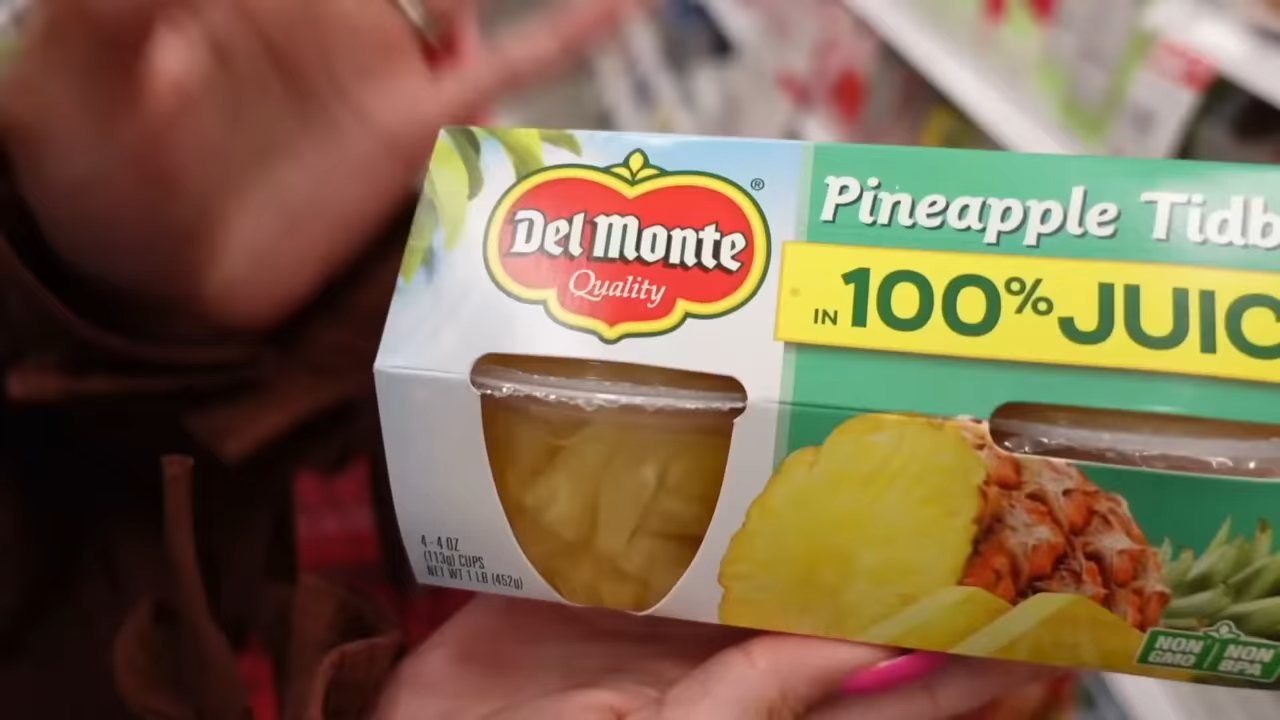 Del Monte
®
Quality
Pineapple Tidb
IN 100% JUIC
4 - 4 OZ
(113g) CUPS
NET WT 1 LB (452g)
NON
GMO
NON
BPA